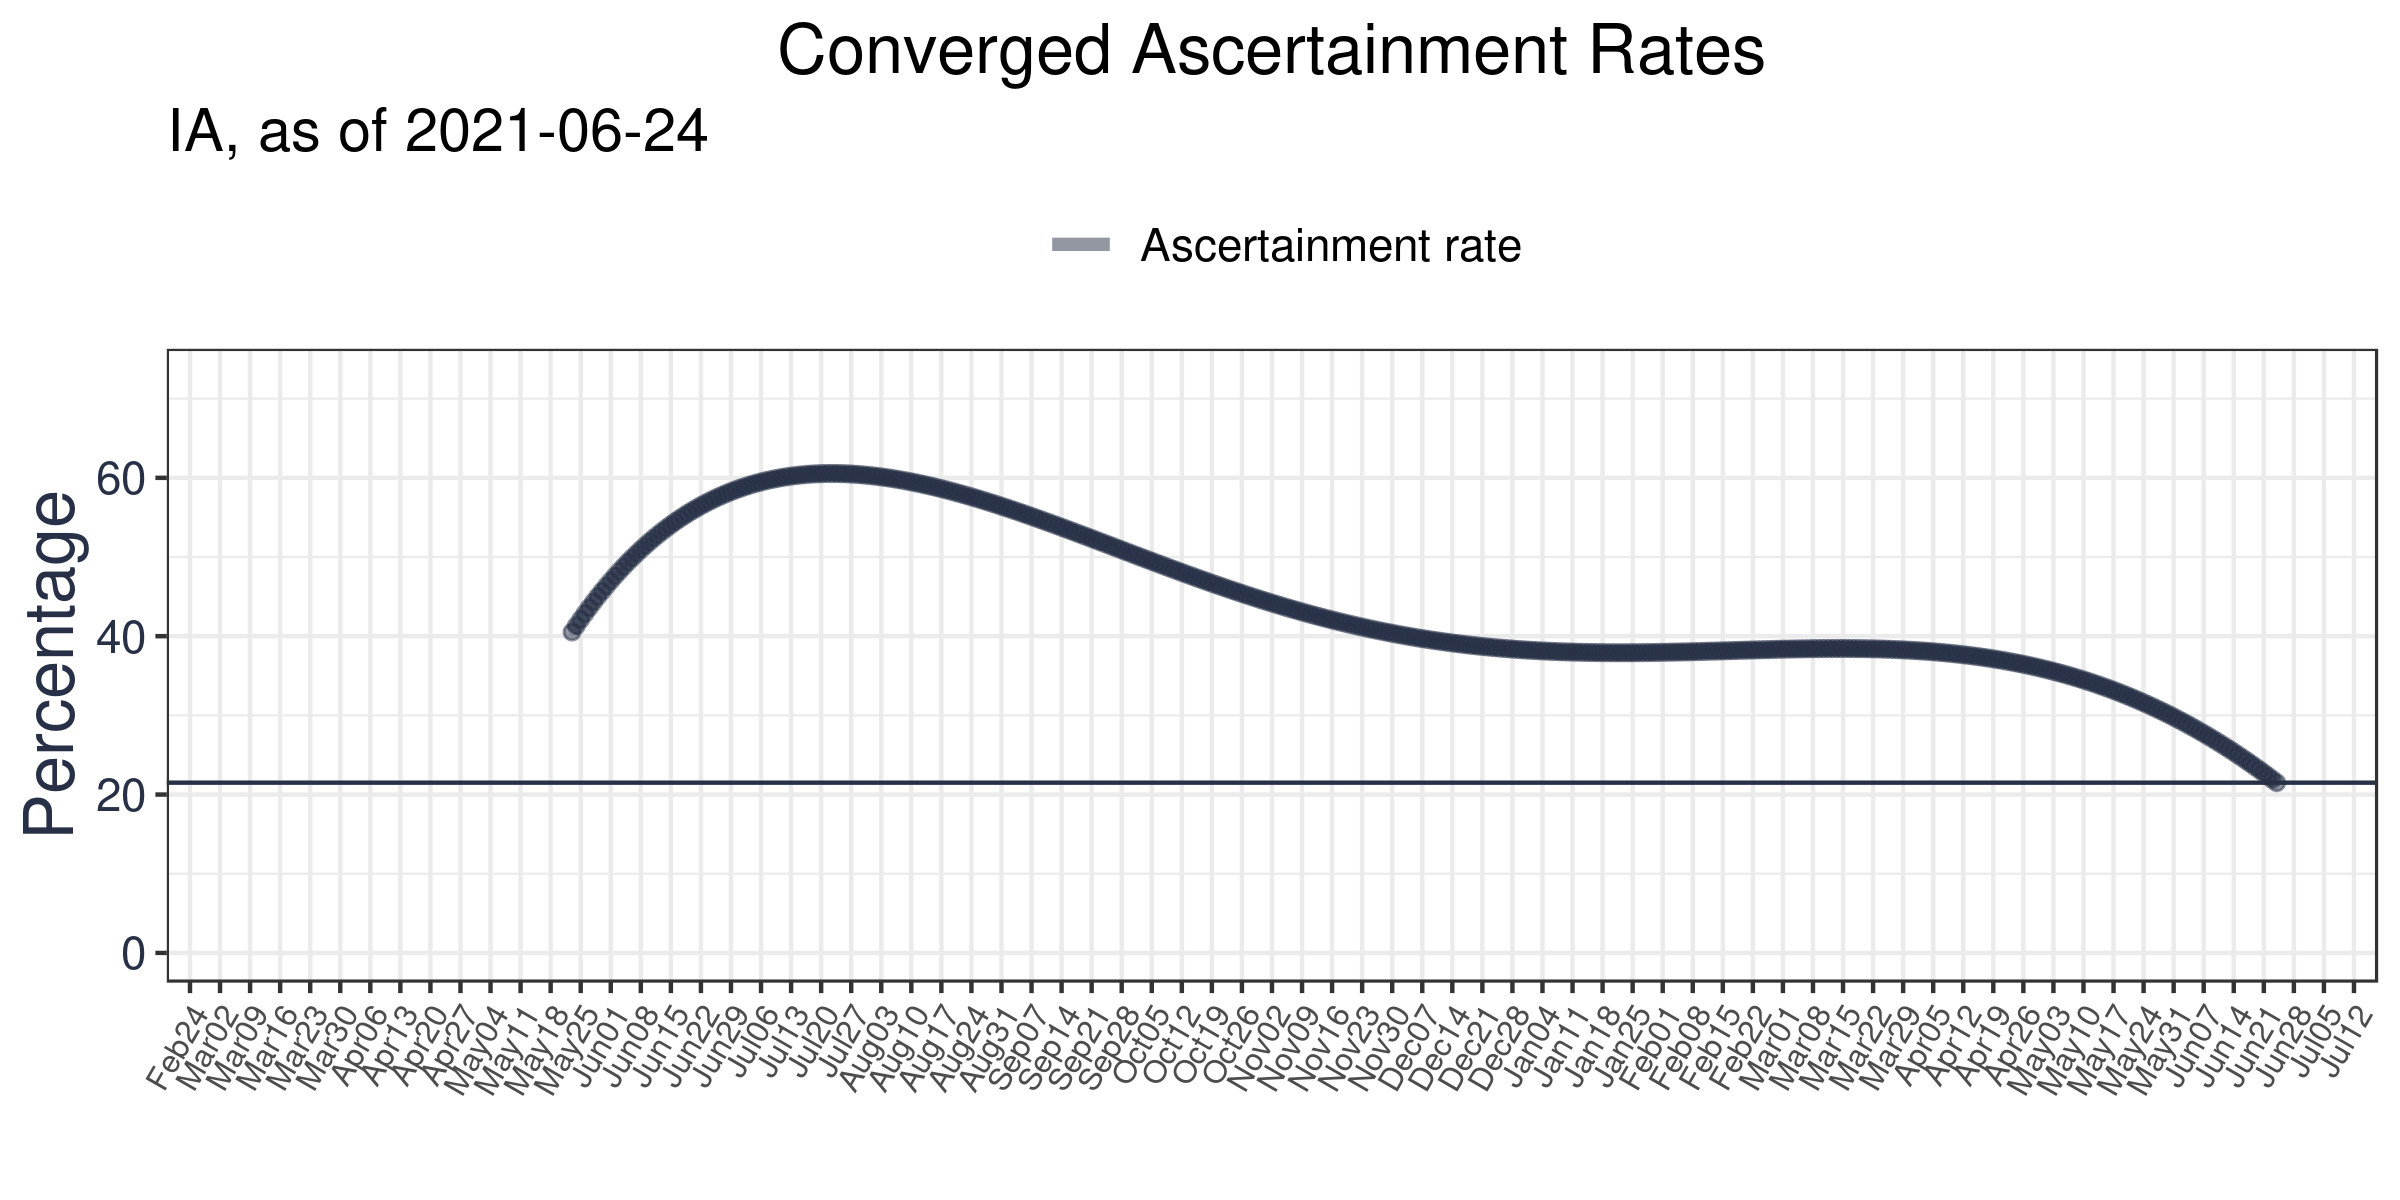 Converged Ascertainment Rates
IA, as of 2021-06-24
Ascertainment rate
Percentage
60
40
20
0
Feb24 Mar02 Mar09 Mar16 Mar23 Mar30 Apr06 Apr13 Apr20 Apr27 May04 May11 May18 May25 Jun01 Jun08 Jun15 Jun22 Jun29 Jul06 Jul13 Jul20 Jul27 Aug03 Aug10 Aug17 Aug24 Aug31 Sep07 Sep14 Sep21 Sep28 Oct05 Oct12 Oct19 Oct26 Nov02 Nov09 Nov16 Nov23 Nov30 Dec07 Dec14 Dec21 Dec28 Jan04 Jan11 Jan18 Jan25 Feb01 Feb08 Feb15 Feb22 Mar01 Mar08 Mar15 Mar22 Mar29 Apr05 Apr12 Apr19 Apr26 May03 May10 May17 May24 May31 Jun07 Jun14 Jun21 Jun28 Jul05 Jul12